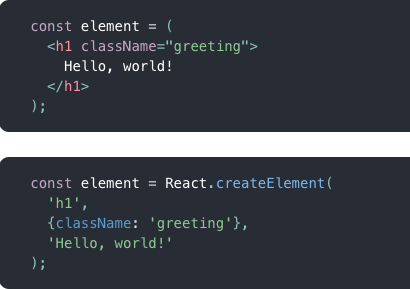 const element = (
  <h1 className="greeting">
    Hello, world!
  </h1>
);
const element = React.createElement(
  'h1',
  {className: 'greeting'},
  'Hello, world!'
);